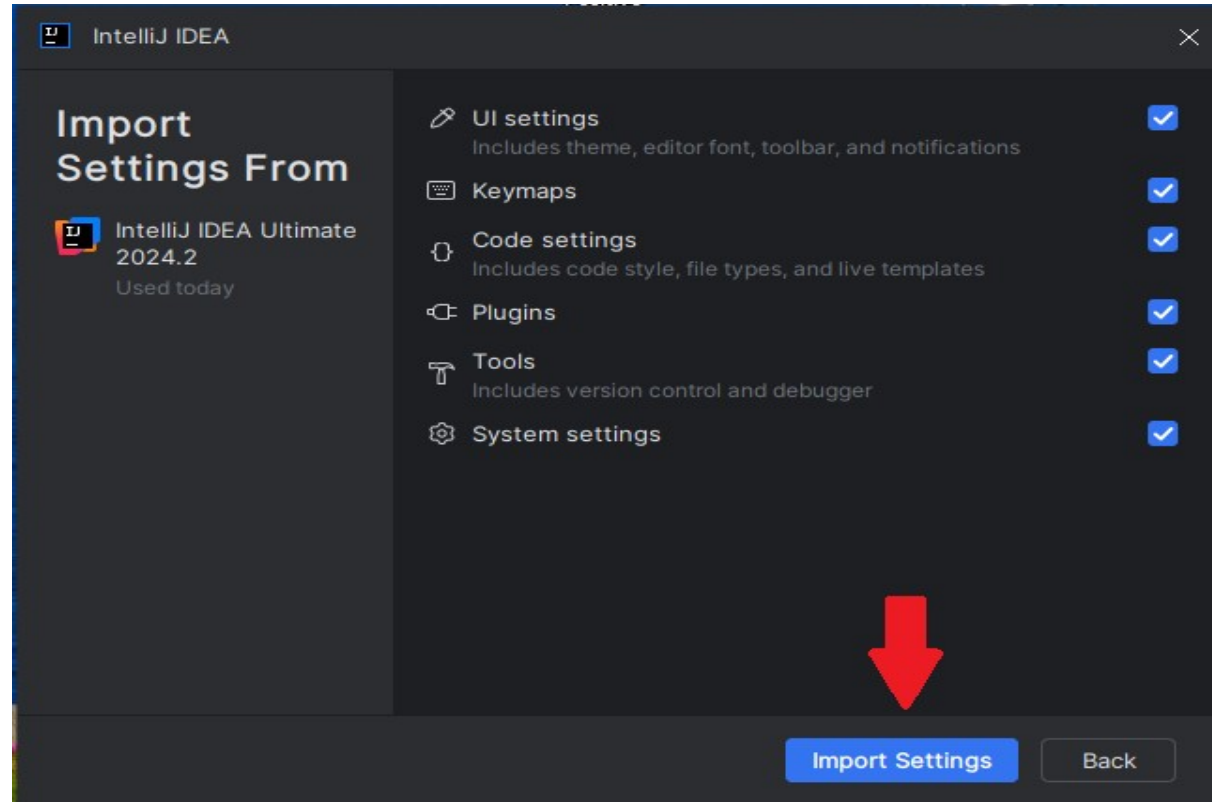 IJ IntelliJ IDEA
Import
Settings From
IJ IntelliJ IDEA Ultimate
2024.2
Used today
UI settings
Includes theme, editor font, toolbar, and notifications
Keymaps
Code settings
Includes code style, file types, and live templates
Plugins
Tools
Includes version control and debugger
System settings
Import Settings Back